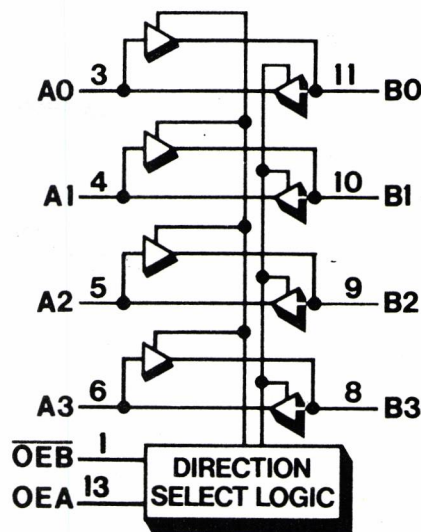 A0 3 11 B0
A1 4 10 B1
A2 5 9 B2
A3 6 8 B3
OEB 1
OEA 13
DIRECTION
SELECT LOGIC